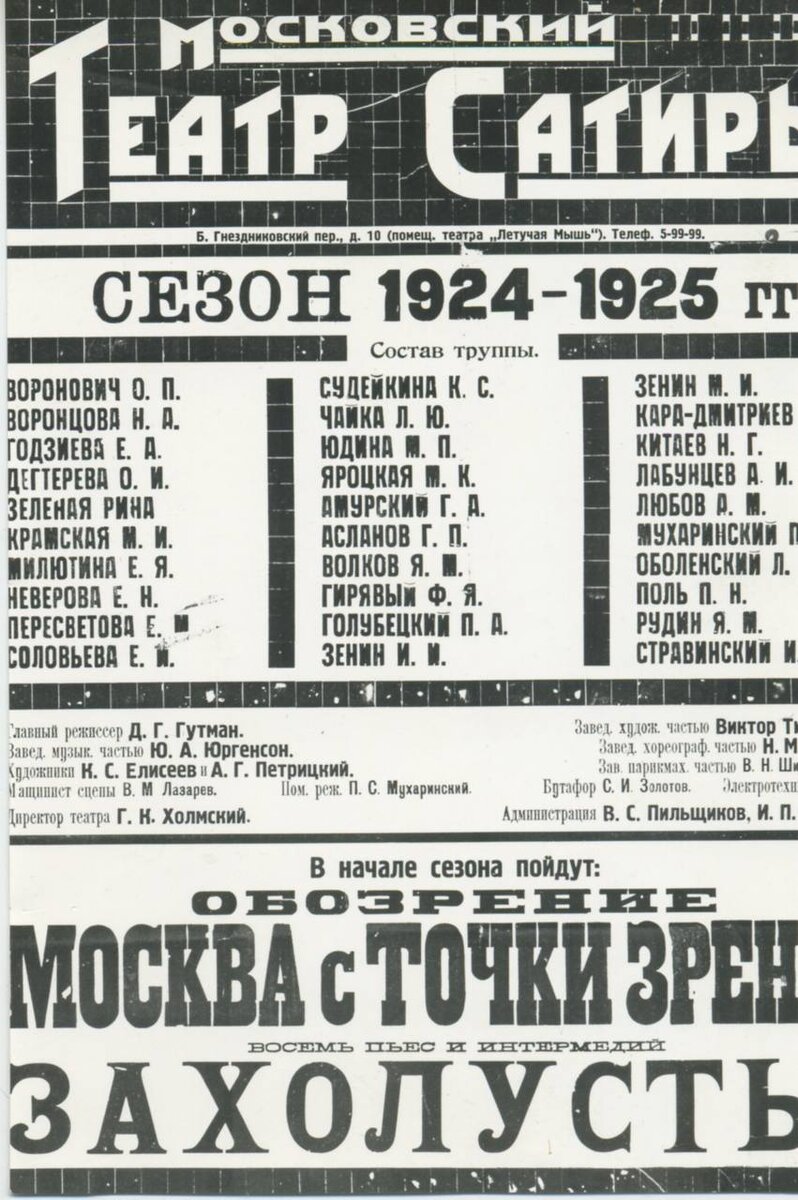 Московский
Театр Сатиры
Б. Гнездниковский пер., д. 10 (помещ. театра „Летучая Мышь“). Телеф. 5-99-99.
СЕЗОН 1924-1925 гг
Состав труппы.
ВОРОНОВИЧ О. П.
ВОРОНЦОВА Н. А.
ГОДЗИЕВА Е. А.
ДЕГТЕРЕВА О. И.
ЗЕЛЕНАЯ РИНА
КРАМСКАЯ М. И.
МИЛЮТИНА Е. Я.
НЕВЕРОВА Е. Н.
ПЕРЕСВЕТОВА Е. М
СОЛОВЬЕВА Е. И.
СУДЕЙКИНА К. С.
ЧАЙКА Л. Ю.
ЮДИНА М. П.
ЯРОЦКАЯ М. К.
АМУРСКИЙ Г. А.
АСЛАНОВ Г. П.
ВОЛКОВ Я. М.
ГИРЯВЫЙ Ф. Я.
ГОЛУБЕЦКИЙ П. А.
ЗЕНИН И. И.
ЗЕНИН М. И.
КАРА-ДМИТРИЕВ
КИТАЕВ Н. Г.
ЛАБУНЦЕВ А. И.
ЛЮБОВ А. М.
МУХАРИНСКИЙ П
ОБОЛЕНСКИЙ Л.
ПОЛЬ П. Н.
РУДИН Я. М.
СТРАВИНСКИЙ И
Главный режиссер Д. Г. Гутман.
Завед. музык. частью Ю. А. Юргенсон.
Художники К. С. Елисеев и А. Г. Петрицкий.
Машинист сцены В. М Лазарев. Пом. реж. П. С. Мухаринский.
Директор театра Г. К. Холмский.
Завед. худож. частью Виктор
Завед. хореограф. частью Н. М
Зав. парикмах. частью В. Н. Ши
Бутафор С. И. Золотов. Электротехн
Администрация В. С. Пильщиков, И. П.
В начале сезона пойдут:
ОБОЗРЕНИЕ
МОСКВА с ТОЧКИ ЗРЕН
ВОСЕМЬ ПЬЕС И ИНТЕРМЕДИЙ
ЗАХОЛУСТЬ